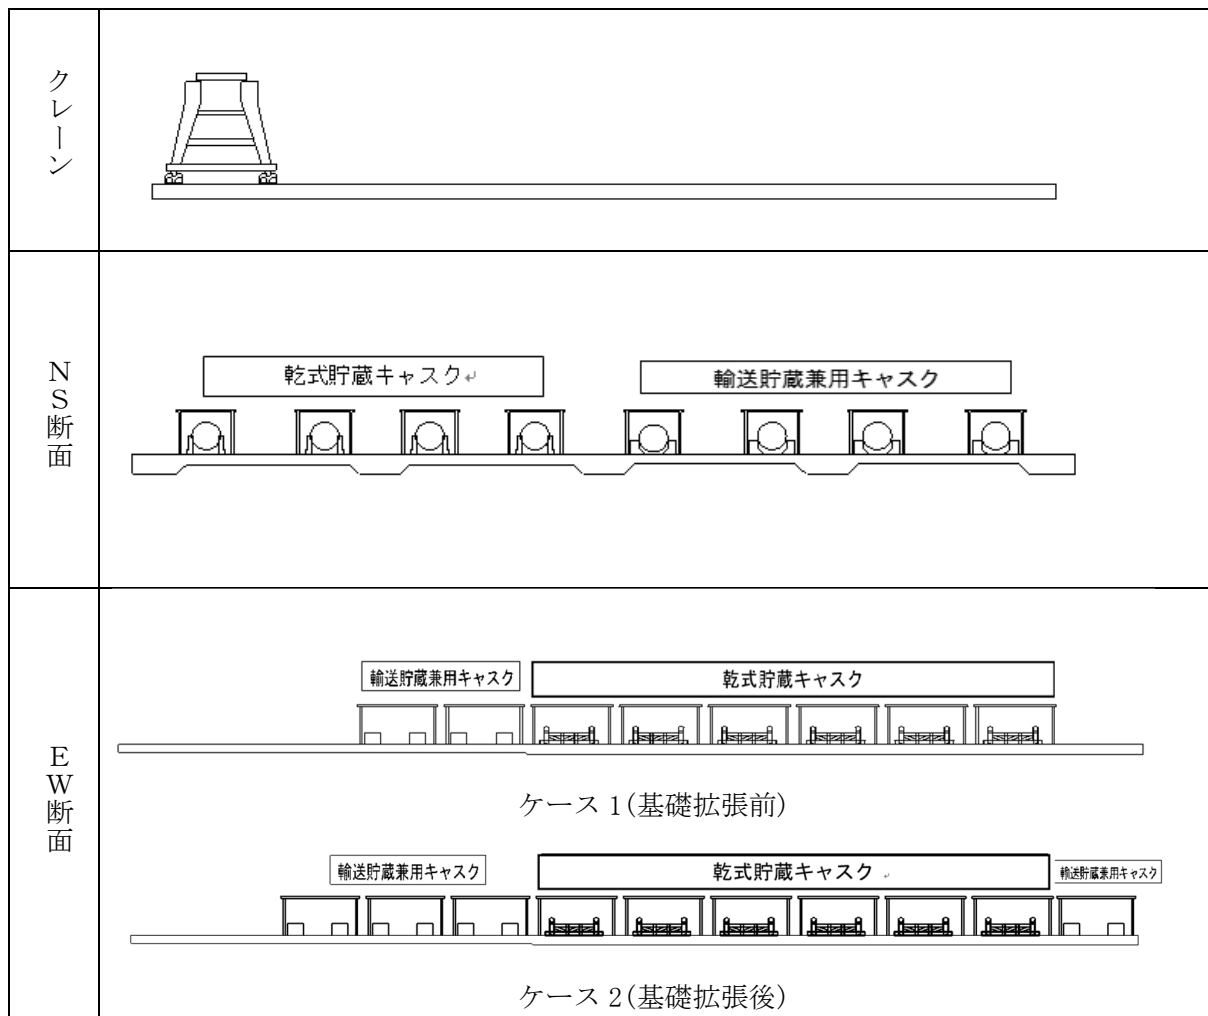 クレーン
NS断面
乾式貯蔵キャスク↵
輸送貯蔵兼用キャスク
EW断面
輸送貯蔵兼用キャスク
乾式貯蔵キャスク
ケース 1(基礎拡張前)
輸送貯蔵兼用キャスク
乾式貯蔵キャスク ↵
輸送貯蔵兼用キャスク
ケース 2(基礎拡張後)